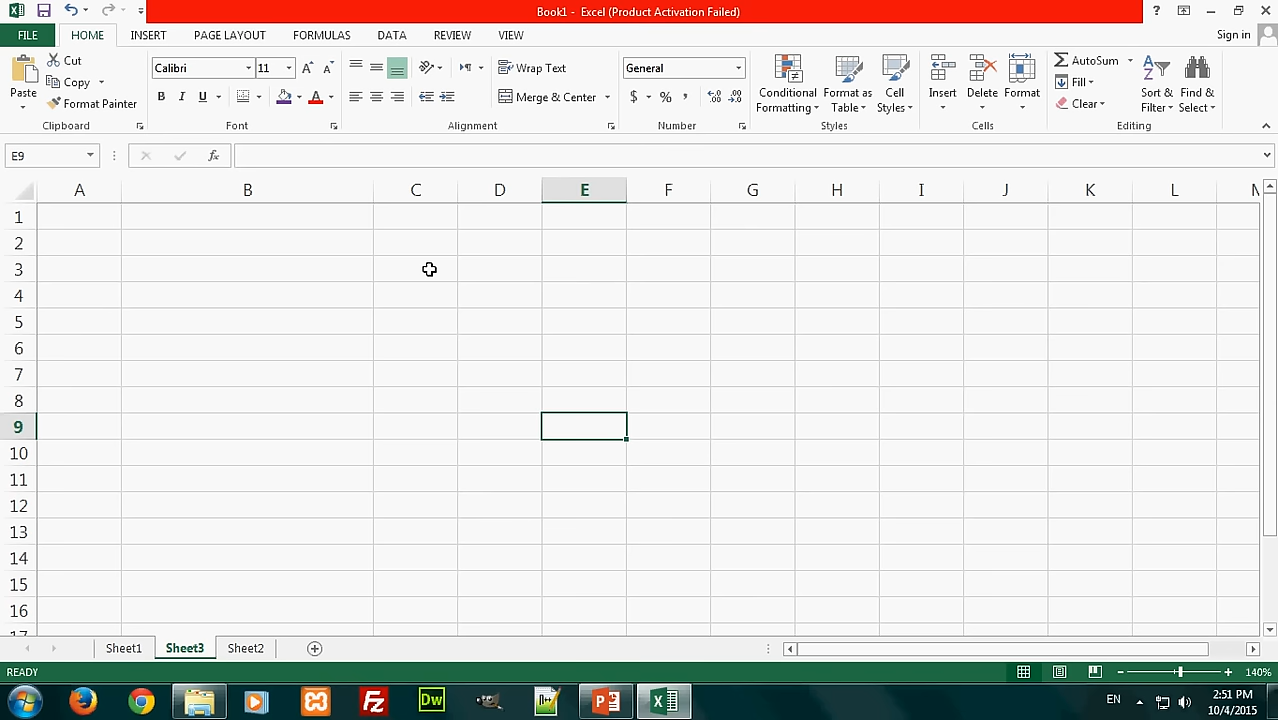 Book1 - Excel (Product Activation Failed)
?
FILE HOME INSERT PAGE LAYOUT FORMULAS DATA REVIEW VIEW Sign in
Paste
Cut
Copy
Format Painter
Clipboard
Calibri 11
B I U A
Font
Wrap Text
Merge & Center
Alignment
General
$ % ,
Number
Conditional Formatting
Format as Table
Cell Styles
Styles
Insert
Delete
Format
Cells
AutoSum
Fill
Clear
Sort & Filter
Find & Select
Editing
E9
fx
A B C D E F G H I J K L M
1
2
3
4
5
6
7
8
9
10
11
12
13
14
15
16
17
Sheet1 Sheet3 Sheet2
READY
140%
Dw
EN
2:51 PM
10/4/2015